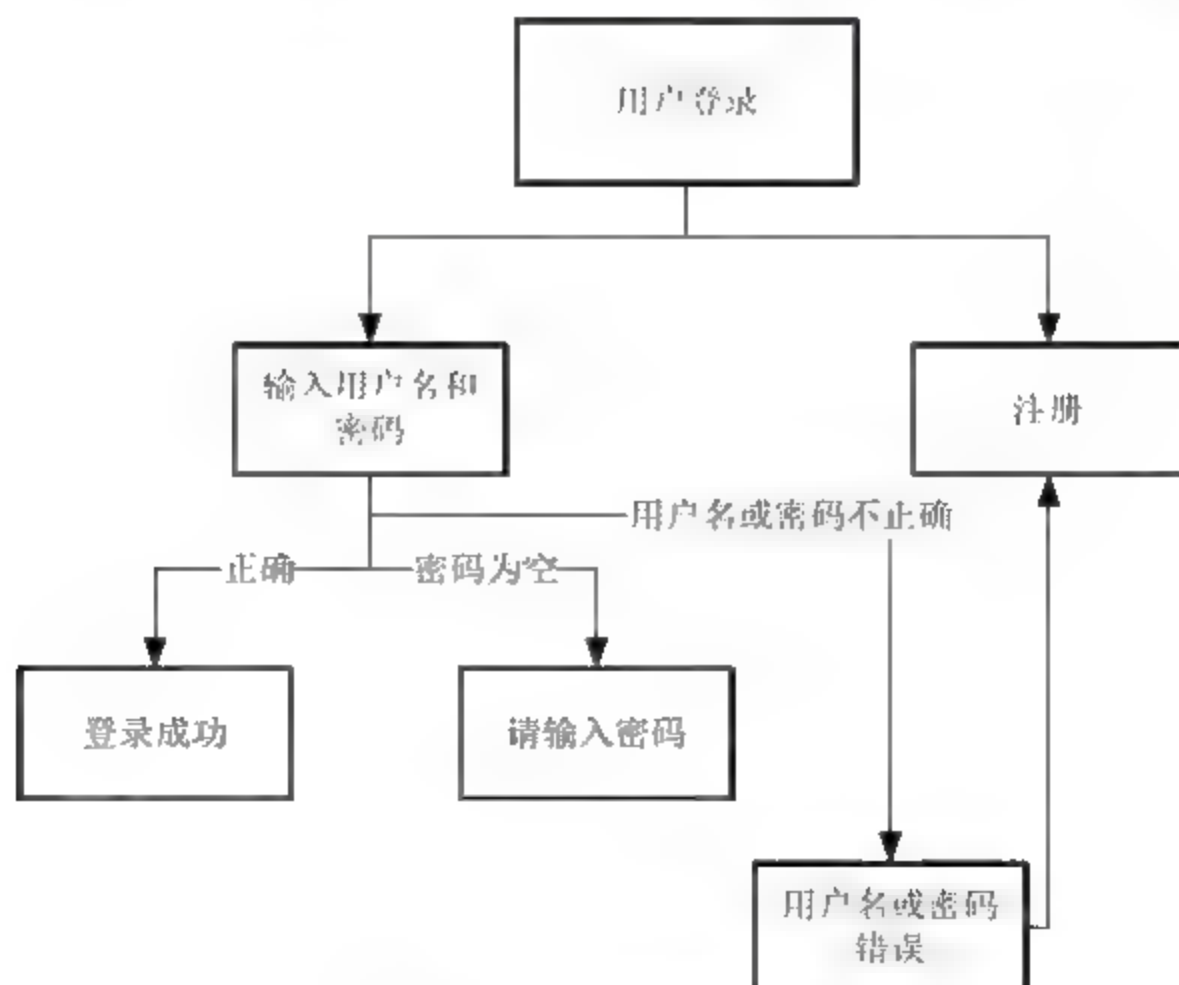 用户登录
输入用户名和
密码
注册
用户名或密码不正确
正确
密码为空
登录成功
请输入密码
用户名或密码
错误